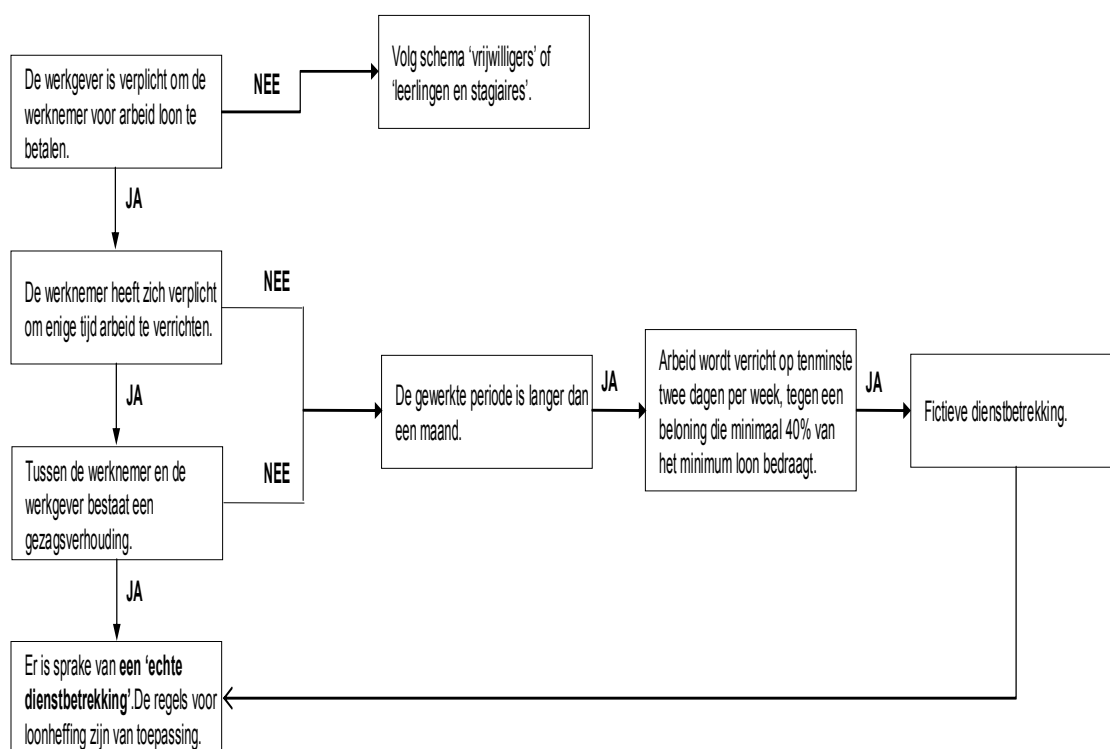 De werkgever is verplicht om de
werknemer voor arbeid loon te
betalen.
NEE
Volg schema ‘vrijwilligers’ of
‘leerlingen en stagiaires’.
JA
De werknemer heeft zich verplicht
om enige tijd arbeid te verrichten.
NEE
JA
Tussen de werknemer en de
werkgever bestaat een
gezagsverhouding.
NEE
De gewerkte periode is langer dan
een maand.
JA
Arbeid wordt verricht op tenminste
twee dagen per week, tegen een
beloning die minimaal 40% van
het minimum loon bedraagt.
JA
Fictieve dienstbetrekking.
JA
Er is sprake van een ‘echte
dienstbetrekking’.De regels voor
loonheffing zijn van toepassing.